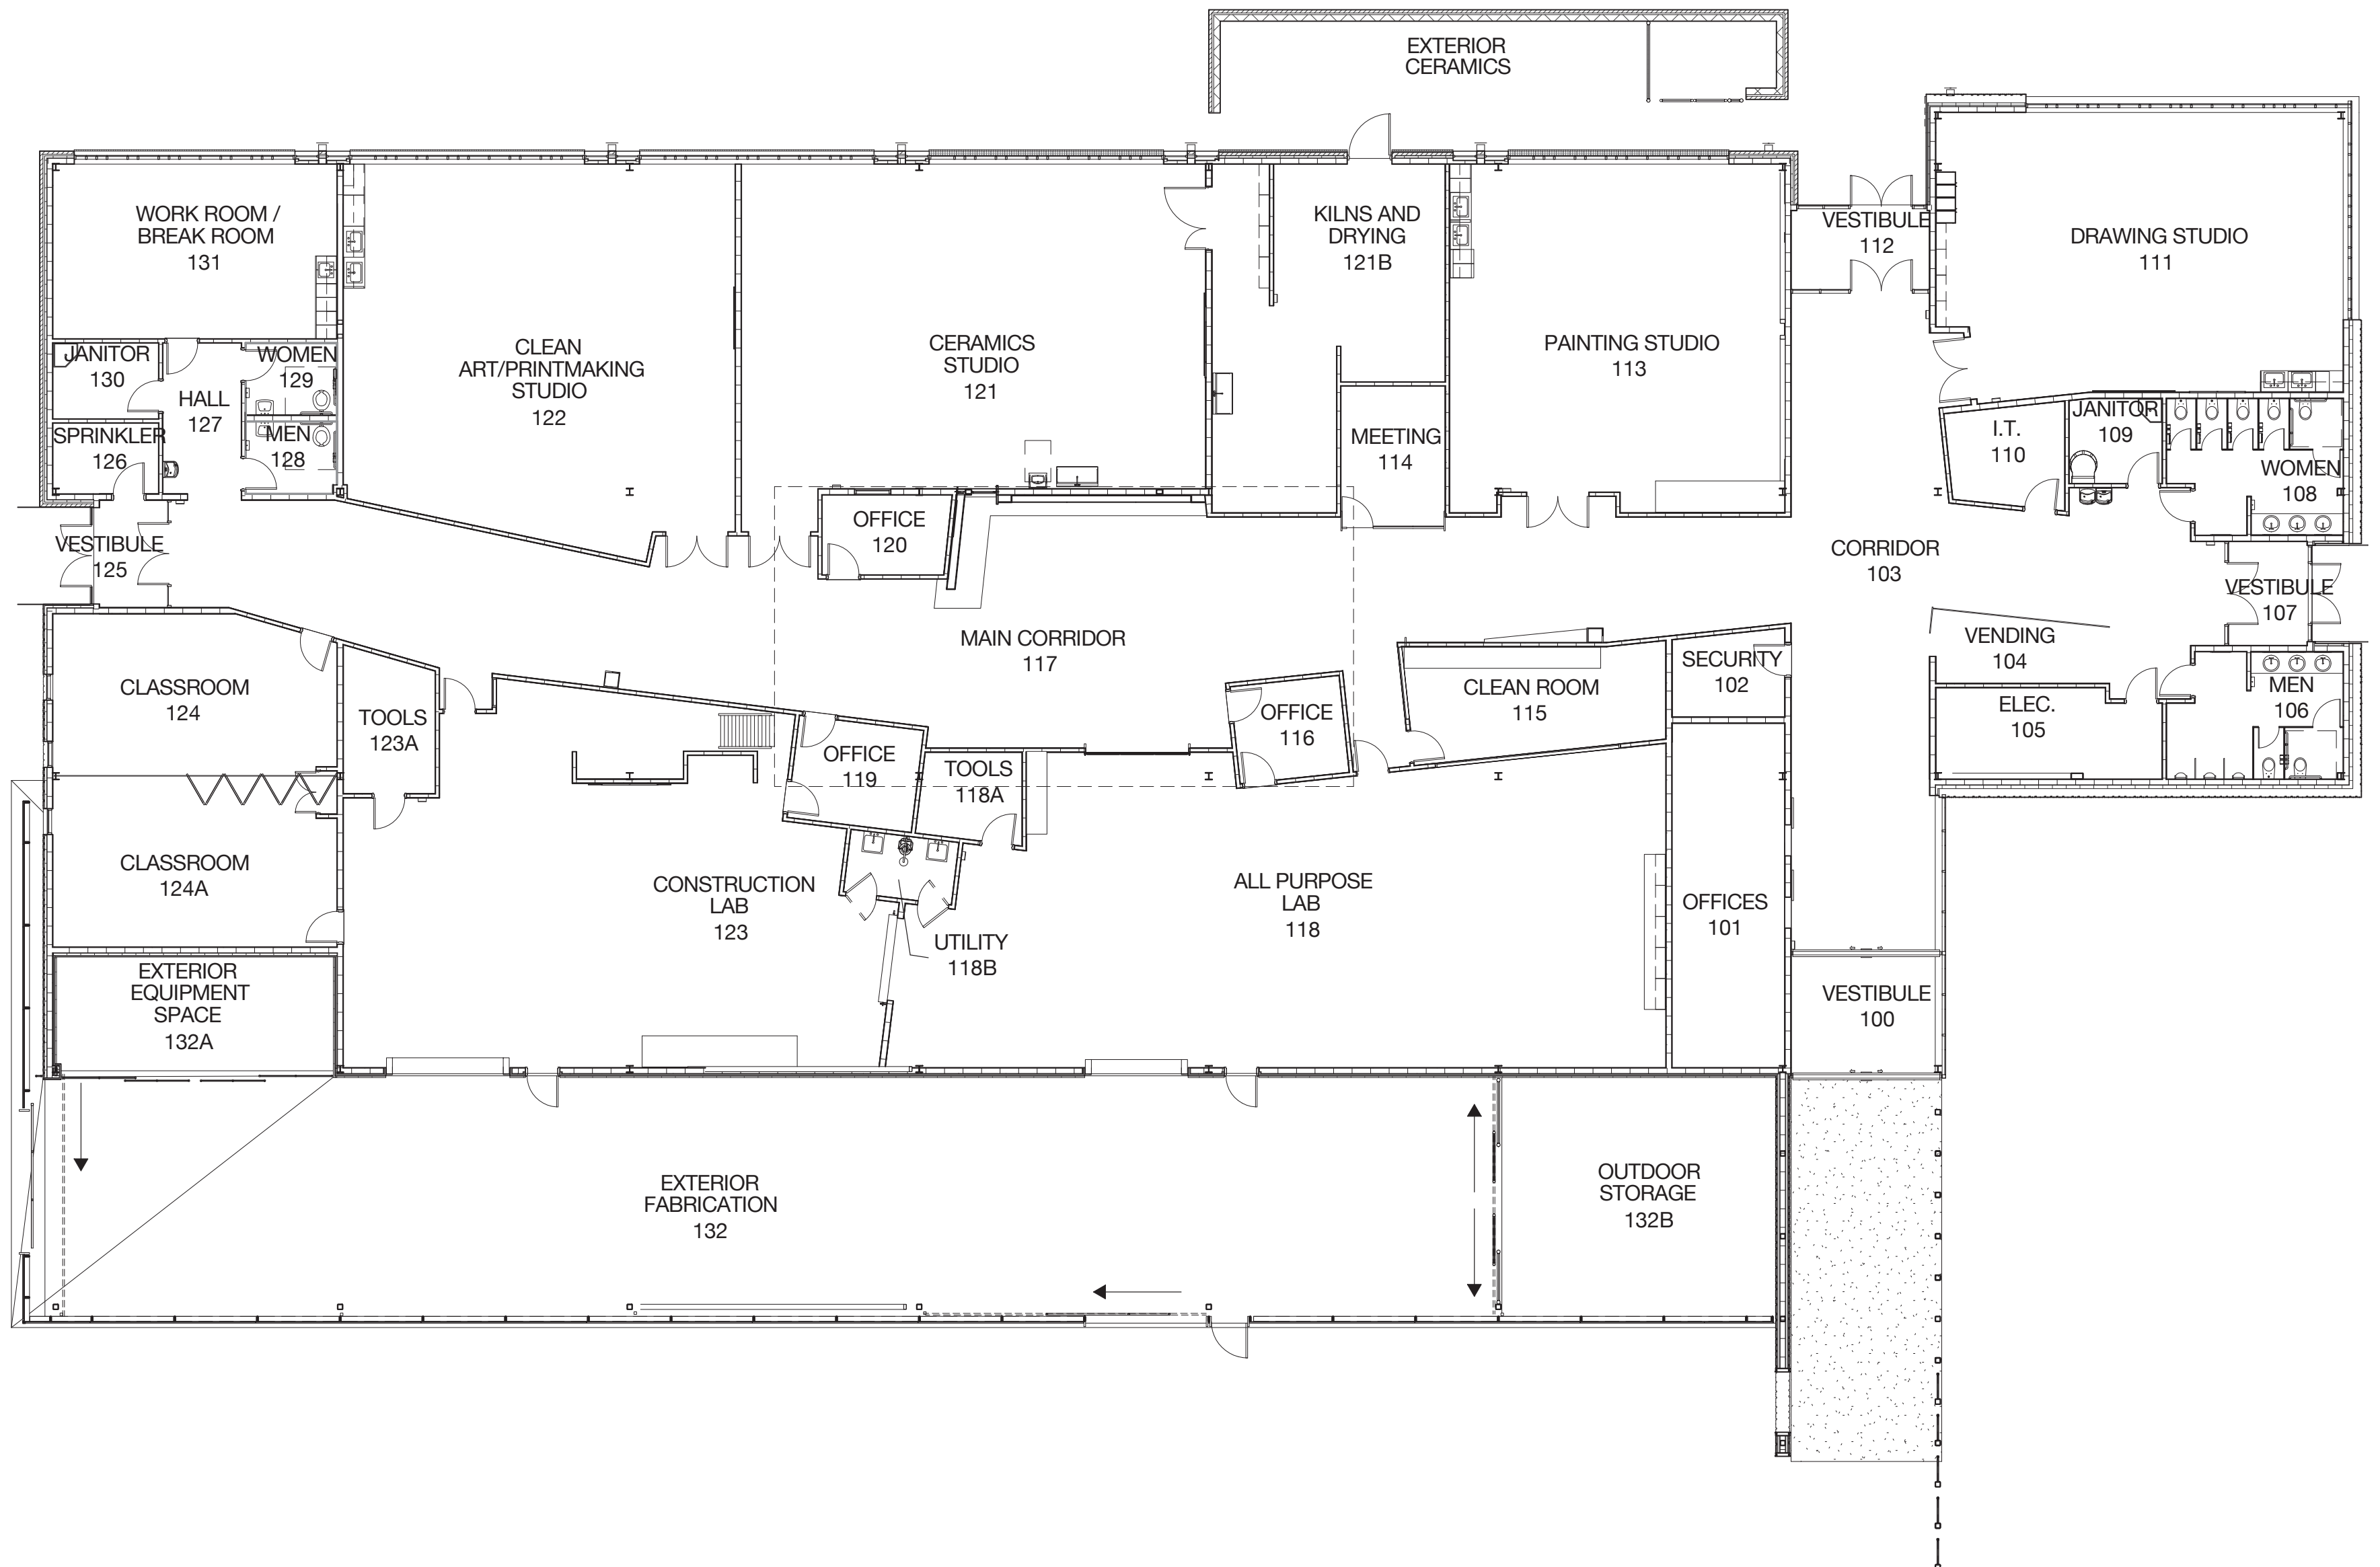 EXTERIOR
CERAMICS
WORK ROOM /
BREAK ROOM
131
KILNS AND
DRYING
121B
VESTIBULE
112
DRAWING STUDIO
111
JANITOR
130
WOMEN
129
HALL
127
SPRINKLER
126
MEN
128
CLEAN
ART/PRINTMAKING
STUDIO
122
CERAMICS
STUDIO
121
PAINTING STUDIO
113
MEETING
114
I.T.
110
JANITOR
109
WOMEN
108
VESTIBULE
125
OFFICE
120
CORRIDOR
103
VESTIBULE
107
MAIN CORRIDOR
117
VENDING
104
SECURITY
102
CLEAN ROOM
115
MEN
106
ELEC.
105
CLASSROOM
124
TOOLS
123A
OFFICE
116
OFFICE
119
TOOLS
118A
CLASSROOM
124A
CONSTRUCTION
LAB
123
ALL PURPOSE
LAB
118
OFFICES
101
UTILITY
118B
EXTERIOR
EQUIPMENT
SPACE
132A
VESTIBULE
100
EXTERIOR
FABRICATION
132
OUTDOOR
STORAGE
132B